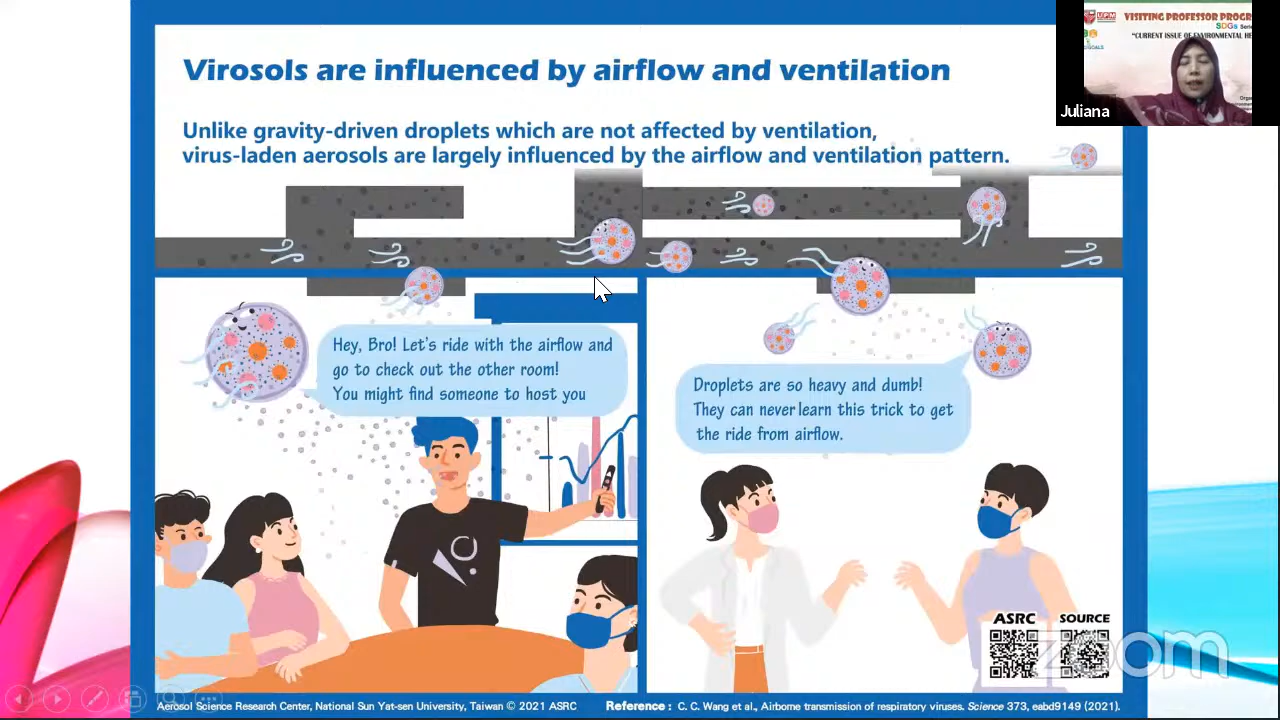 Virosols are influenced by airflow and ventilation
Unlike gravity-driven droplets which are not affected by ventilation,
virus-laden aerosols are largely influenced by the airflow and ventilation pattern.
VISITING PROFESSOR PROGR
SDGs Serie
"CURRENT ISSUE OF ENVIRONMENTAL HE
Juliana
Hey, Bro! Let's ride with the airflow and
go to check out the other room!
You might find someone to host you
Droplets are so heavy and dumb!
They can never learn this trick to get
the ride from airflow.
ASRC SOURCE
zoom
Aerosol Science Research Center, National Sun Yat-sen University, Taiwan © 2021 ASRC
Reference : C. C. Wang et al., Airborne transmission of respiratory viruses. Science 373, eabd9149 (2021).